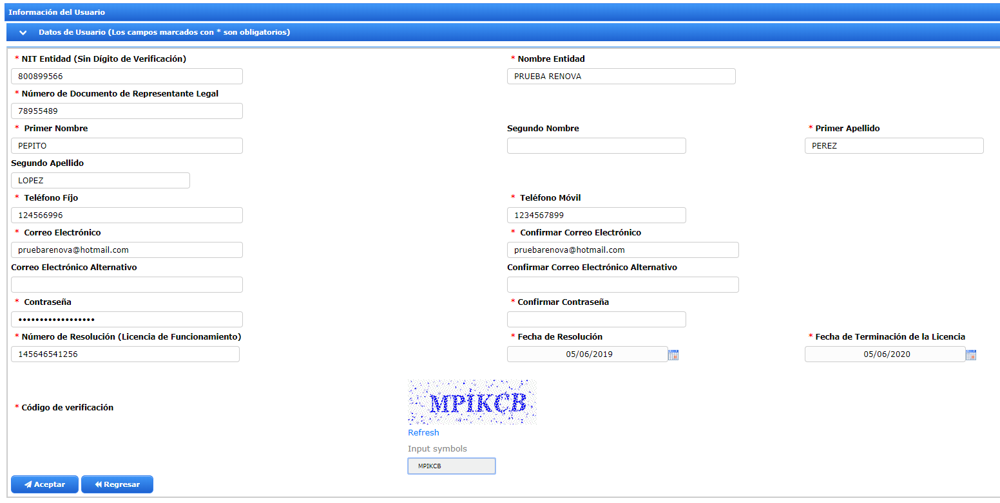 Información del Usuario
Datos de Usuario (Los campos marcados con * son obligatorios)
* NIT Entidad (Sin Dígito de Verificación) * Nombre Entidad
800899566 PRUEBA RENOVA
* Número de Documento de Representante Legal
78955489
* Primer Nombre Segundo Nombre * Primer Apellido
PEPITO PEREZ
Segundo Apellido
LOPEZ
* Teléfono Fíjo * Teléfono Móvil
124566996 1234567899
* Correo Electrónico * Confirmar Correo Electrónico
pruebarenova@hotmail.com pruebarenova@hotmail.com
Correo Electrónico Alternativo Confirmar Correo Electrónico Alternativo
* Contraseña * Confirmar Contraseña
••••••••••••••••••
* Número de Resolución (Licencia de Funcionamiento) * Fecha de Resolución * Fecha de Terminación de la Licencia
145646541256 05/06/2019 05/06/2020
MPIKCB
* Código de verificación
Refresh
Input symbols
MPIKCB
Aceptar Regresar